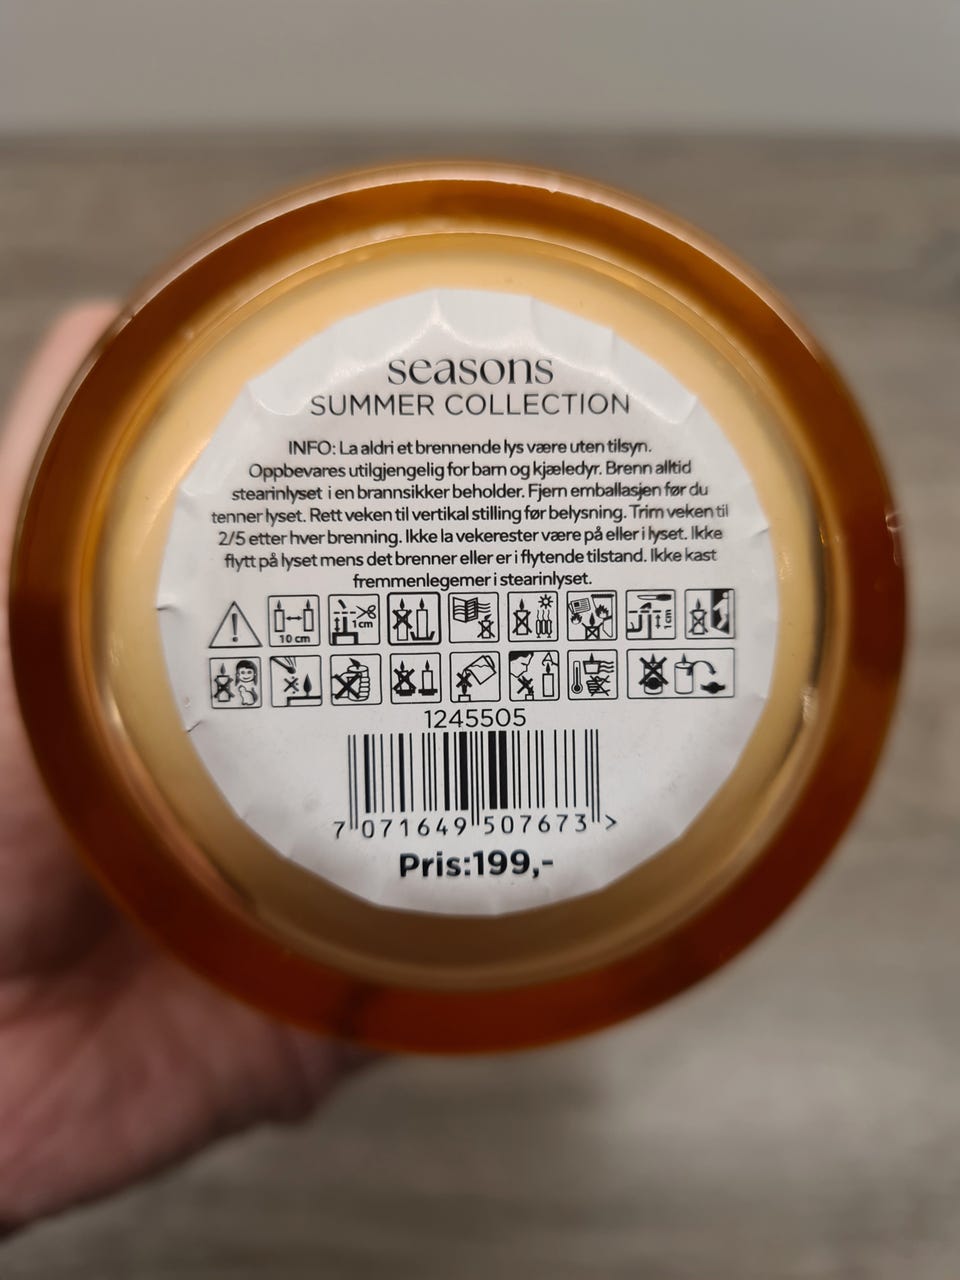 seasons
SUMMER COLLECTION
INFO: La aldri et brennende lys være uten tilsyn.
Oppbevares utilgjengelig for barn og kjæledyr. Brenn alltid
stearinlyset i en brannsikker beholder. Fjern emballasjen før du
tenner lyset. Rett veken til vertikal stilling før belysning. Trim veken til
2/5 etter hver brenning. Ikke la vekerester være på eller i lyset. Ikke
flytt på lyset mens det brenner eller er i flytende tilstand. Ikke kast
fremmenlegemer i stearinlyset.
10 cm
1cm
1cm
1245505
7 071649 507673 >
Pris:199,-